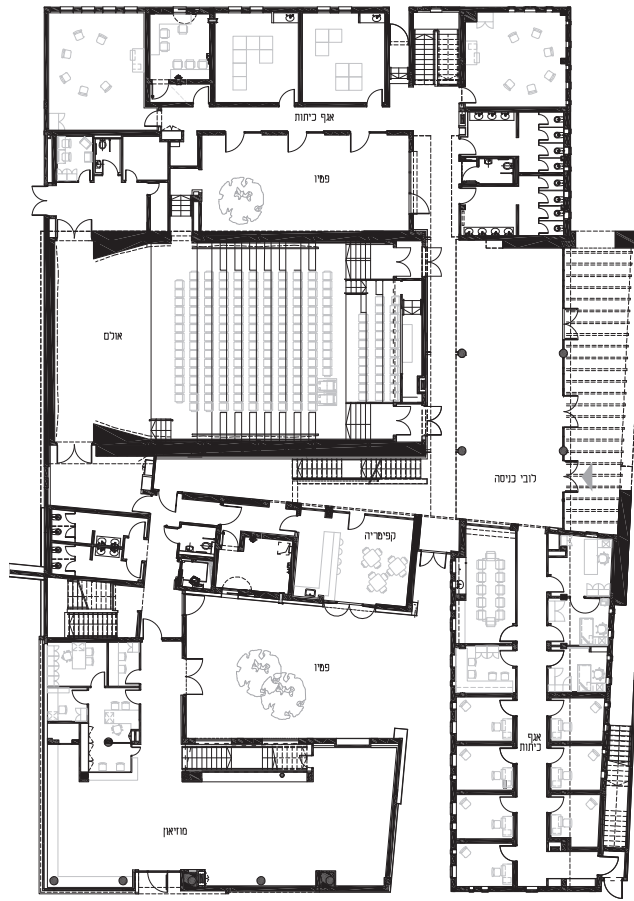 אגף כיתות
פטיו
אולם
לובי כניסה
קפיטריה
פטיו
אגף
כיתות
מוזיאון